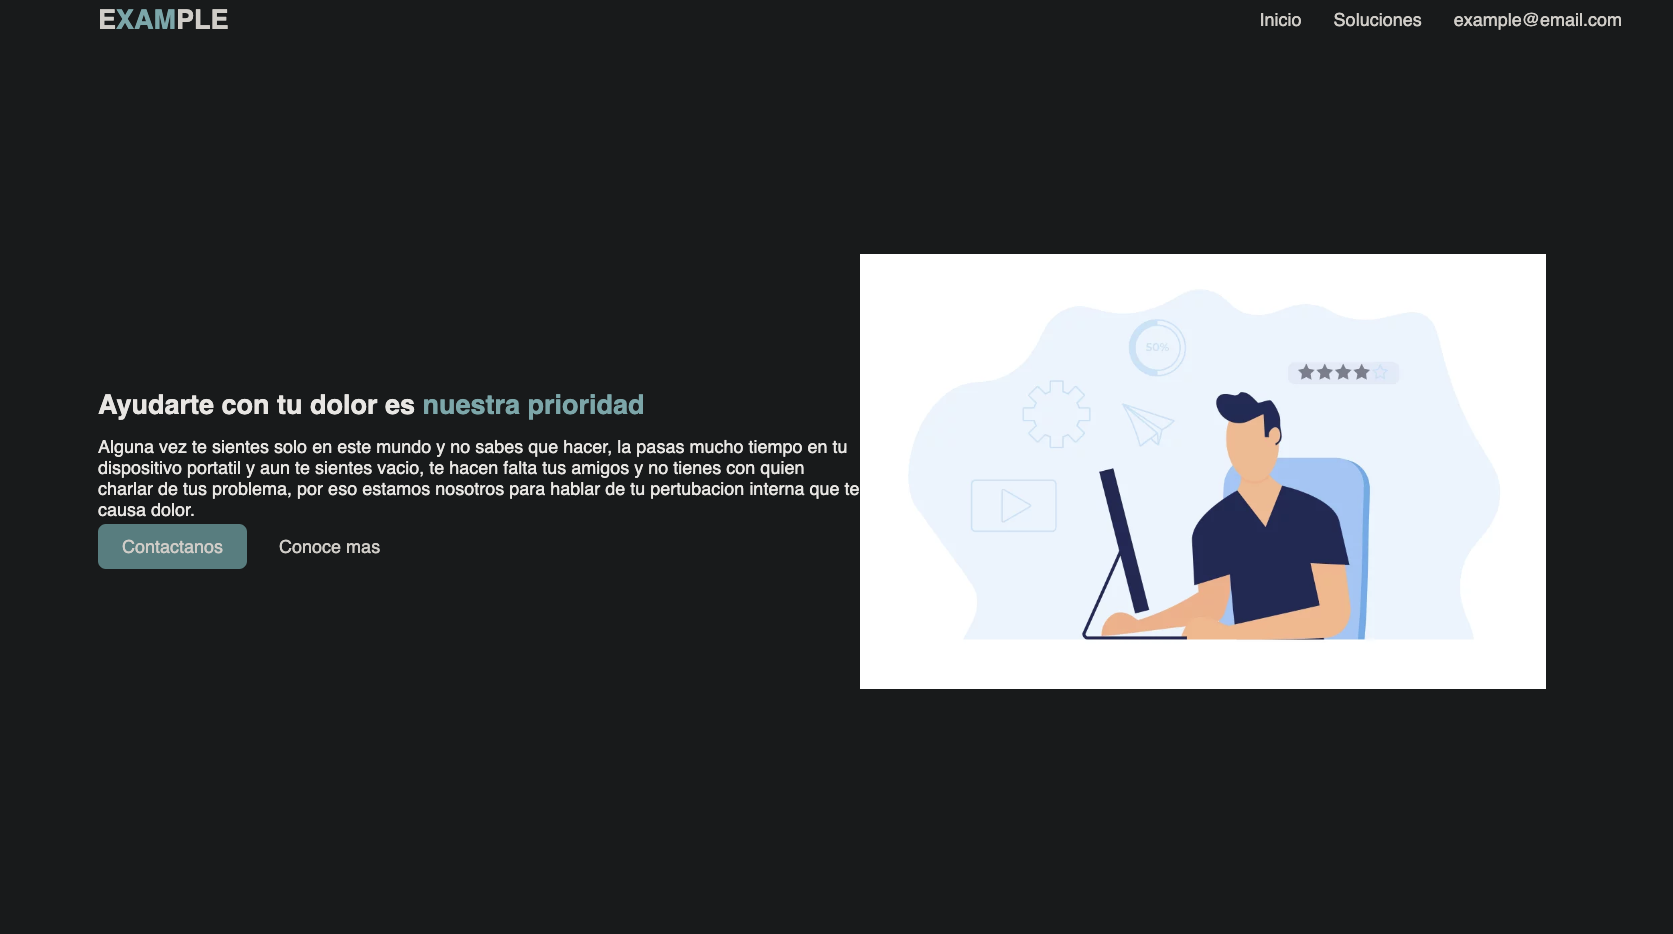 EXAMPLE
Inicio Soluciones example@email.com
Ayudarte con tu dolor es nuestra prioridad
Alguna vez te sientes solo en este mundo y no sabes que hacer, la pasas mucho tiempo en tu
dispositivo portatil y aun te sientes vacio, te hacen falta tus amigos y no tienes con quien
charlar de tus problema, por eso estamos nosotros para hablar de tu pertubacion interna que te
causa dolor.
Contactanos Conoce mas
50%